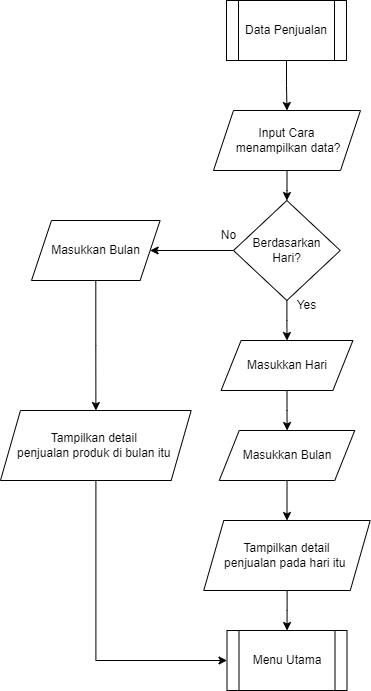 Data Penjualan
Input Cara
menampilkan data?
No
Berdasarkan
Hari?
Masukkan Bulan
Yes
Masukkan Hari
Tampilkan detail
penjualan produk di bulan itu
Masukkan Bulan
Tampilkan detail
penjualan pada hari itu
Menu Utama